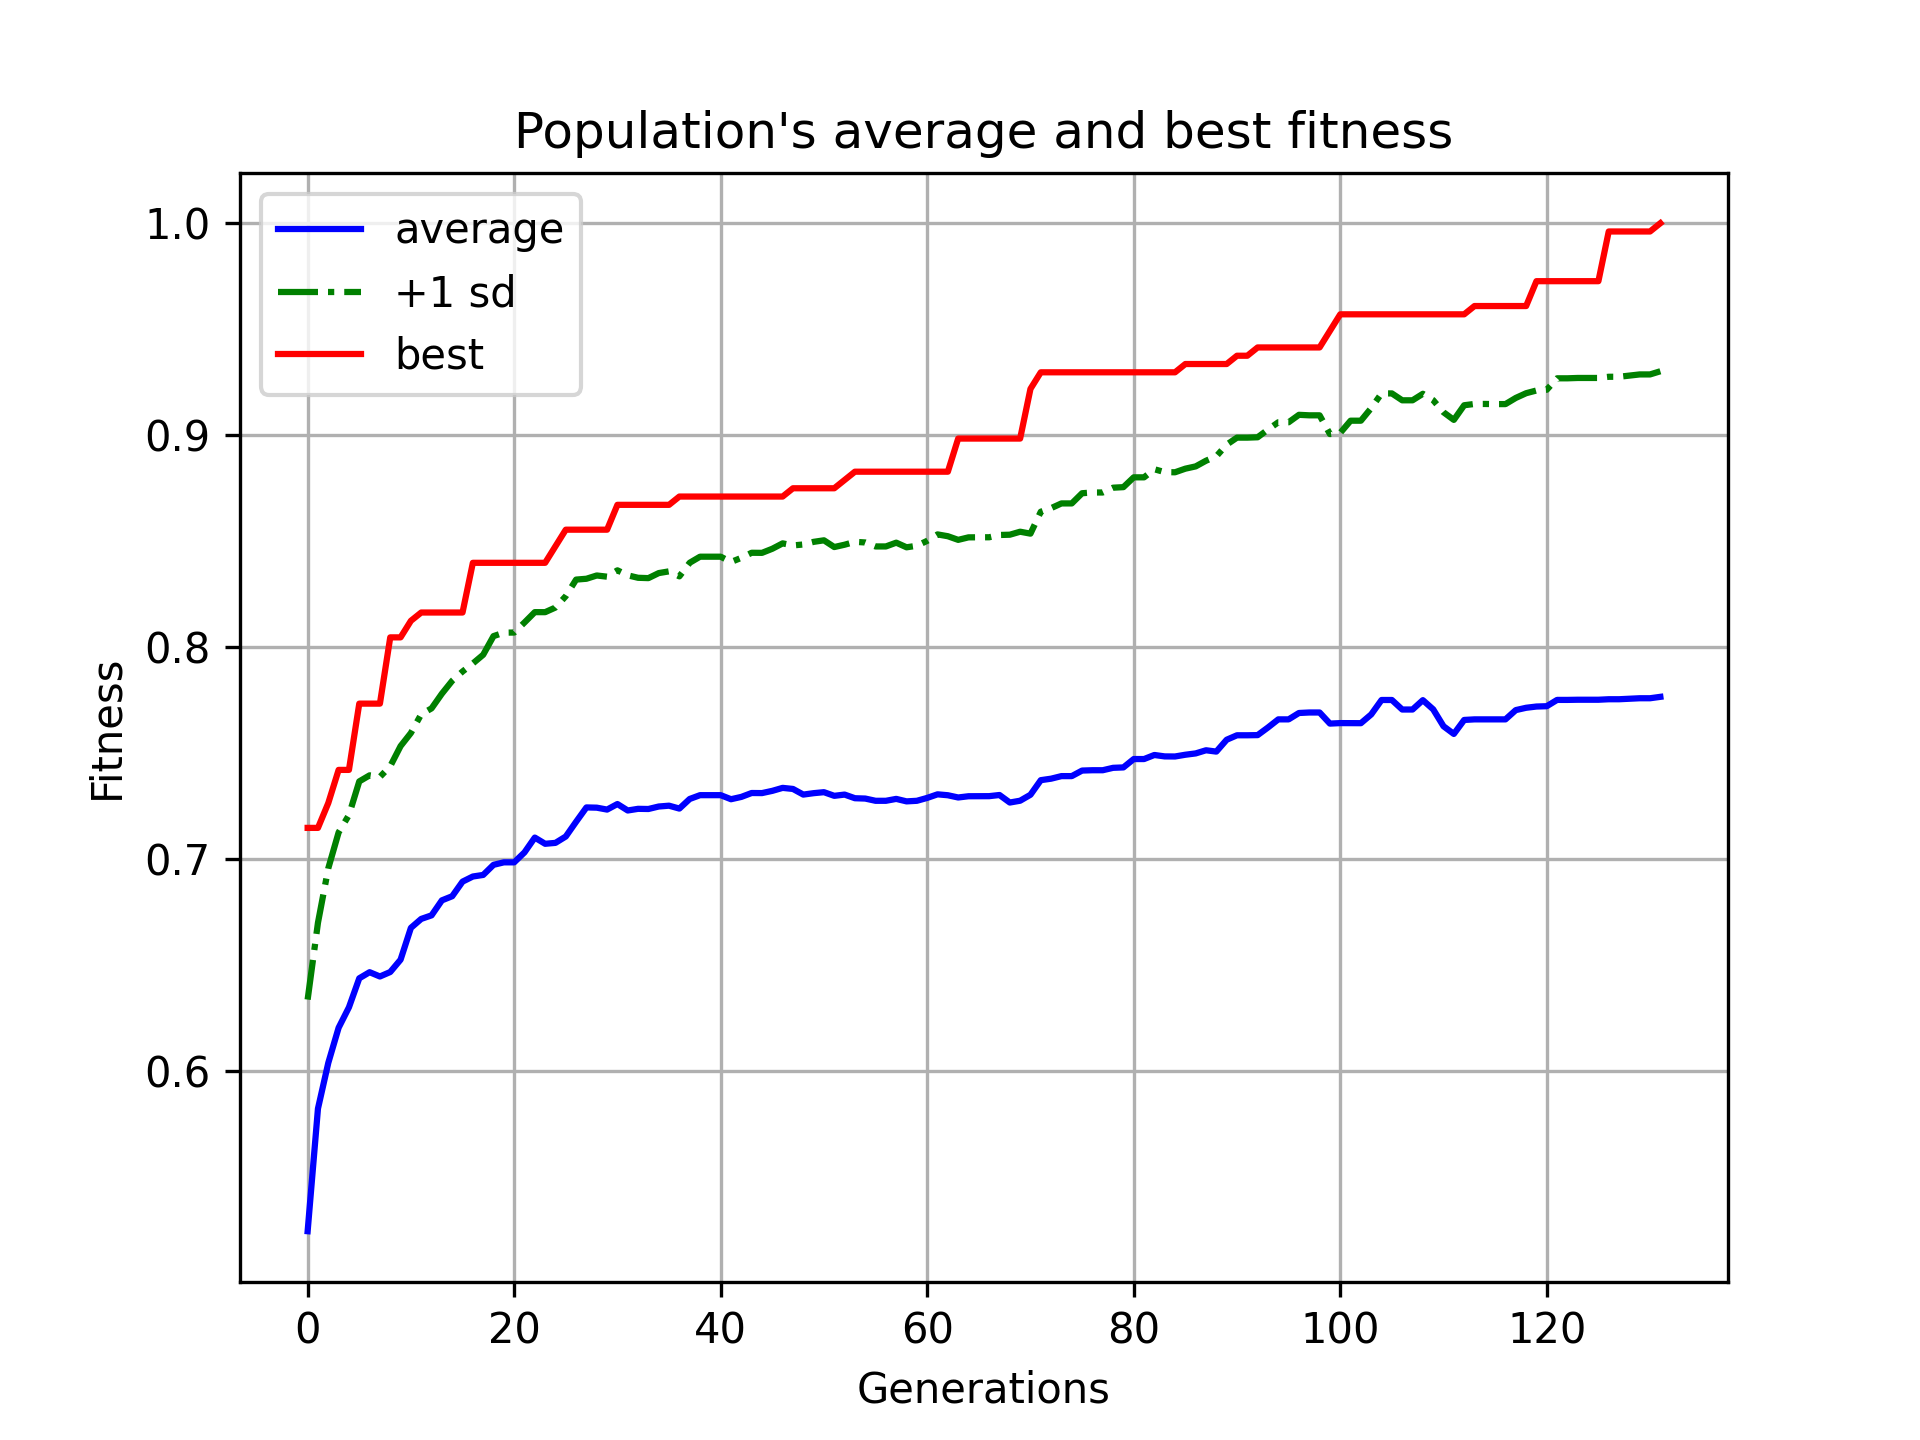 Population's average and best fitness
average
+1 sd
best
1.0
0.9
0.8
0.7
0.6
Fitness
0 20 40 60 80 100 120
Generations